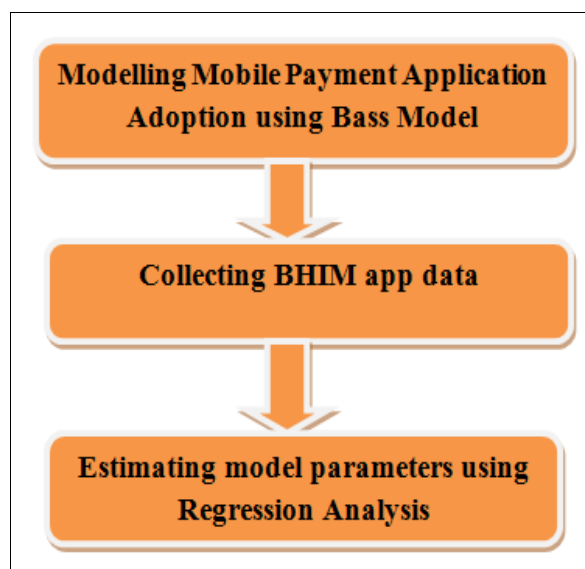 Modelling Mobile Payment Application
Adoption using Bass Model
Collecting BHIM app data
Estimating model parameters using
Regression Analysis